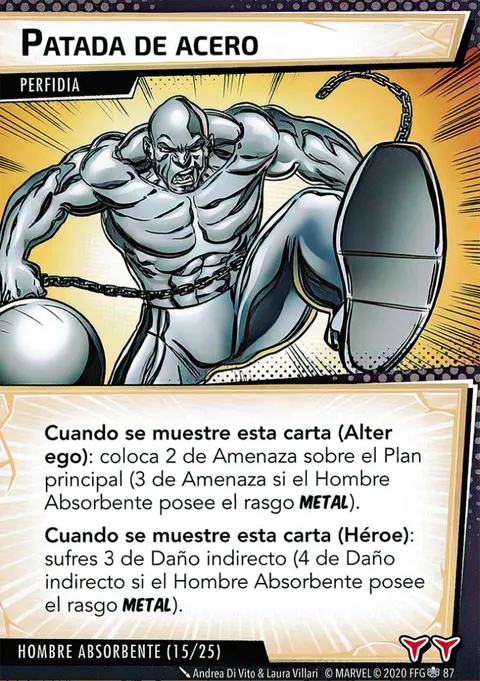 PATADA DE ACERO
PERFIDIA
Cuando se muestre esta carta (Alter
ego): coloca 2 de Amenaza sobre el Plan
principal (3 de Amenaza si el Hombre
Absorbente posee el rasgo METAL).
Cuando se muestre esta carta (Héroe):
sufres 3 de Daño indirecto (4 de Daño
indirecto si el Hombre Absorbente posee
el rasgo METAL).
HOMBRE ABSORBENTE (15/25)
Andrea Di Vito & Laura Villari © MARVEL © 2020 FFG 87